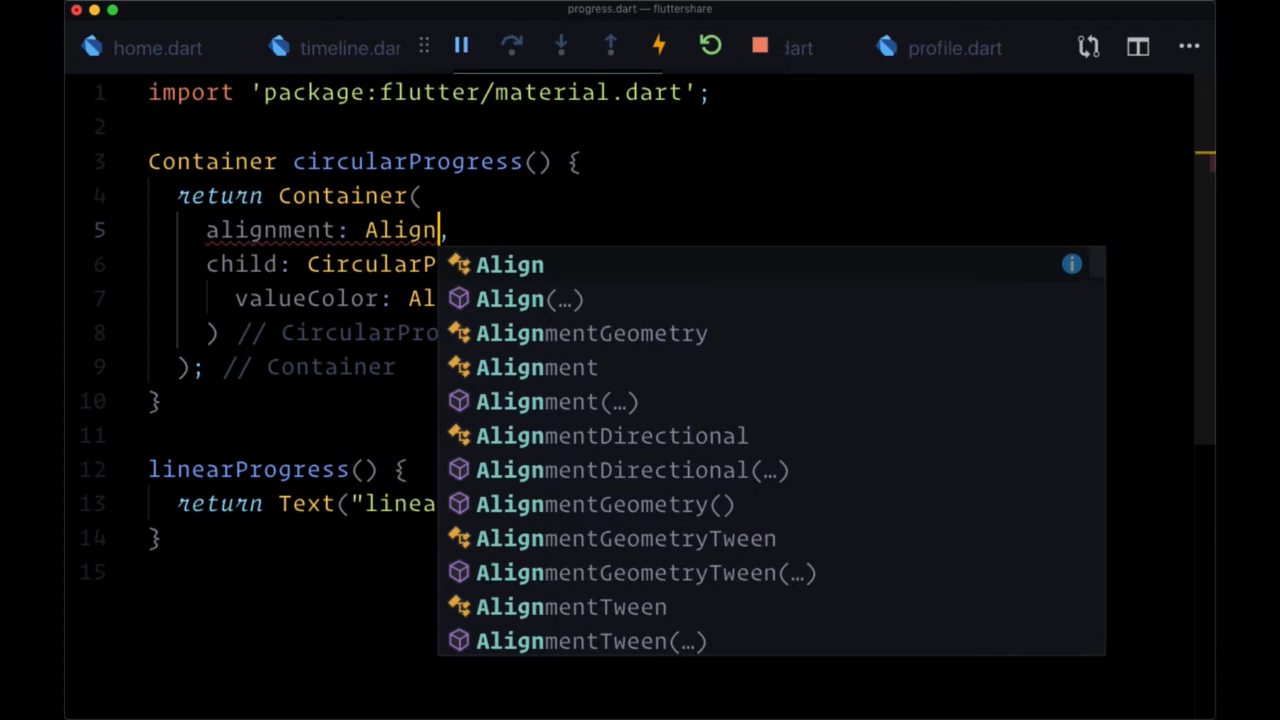 progress.dart — fluttershare
home.dart timeline.dar dart profile.dart
1 import 'package:flutter/material.dart';
2
3 Container circularProgress() {
4 return Container(
5 alignment: Align,
6 child: CircularP
7 valueColor: Al
8 ) // CircularPro
9 ); // Container
10 }
11
12 linearProgress() {
13 return Text("linea
14 }
15
Align
Align(…)
AlignmentGeometry
Alignment
Alignment(…)
AlignmentDirectional
AlignmentDirectional(…)
AlignmentGeometry()
AlignmentGeometryTween
AlignmentGeometryTween(…)
AlignmentTween
AlignmentTween(…)